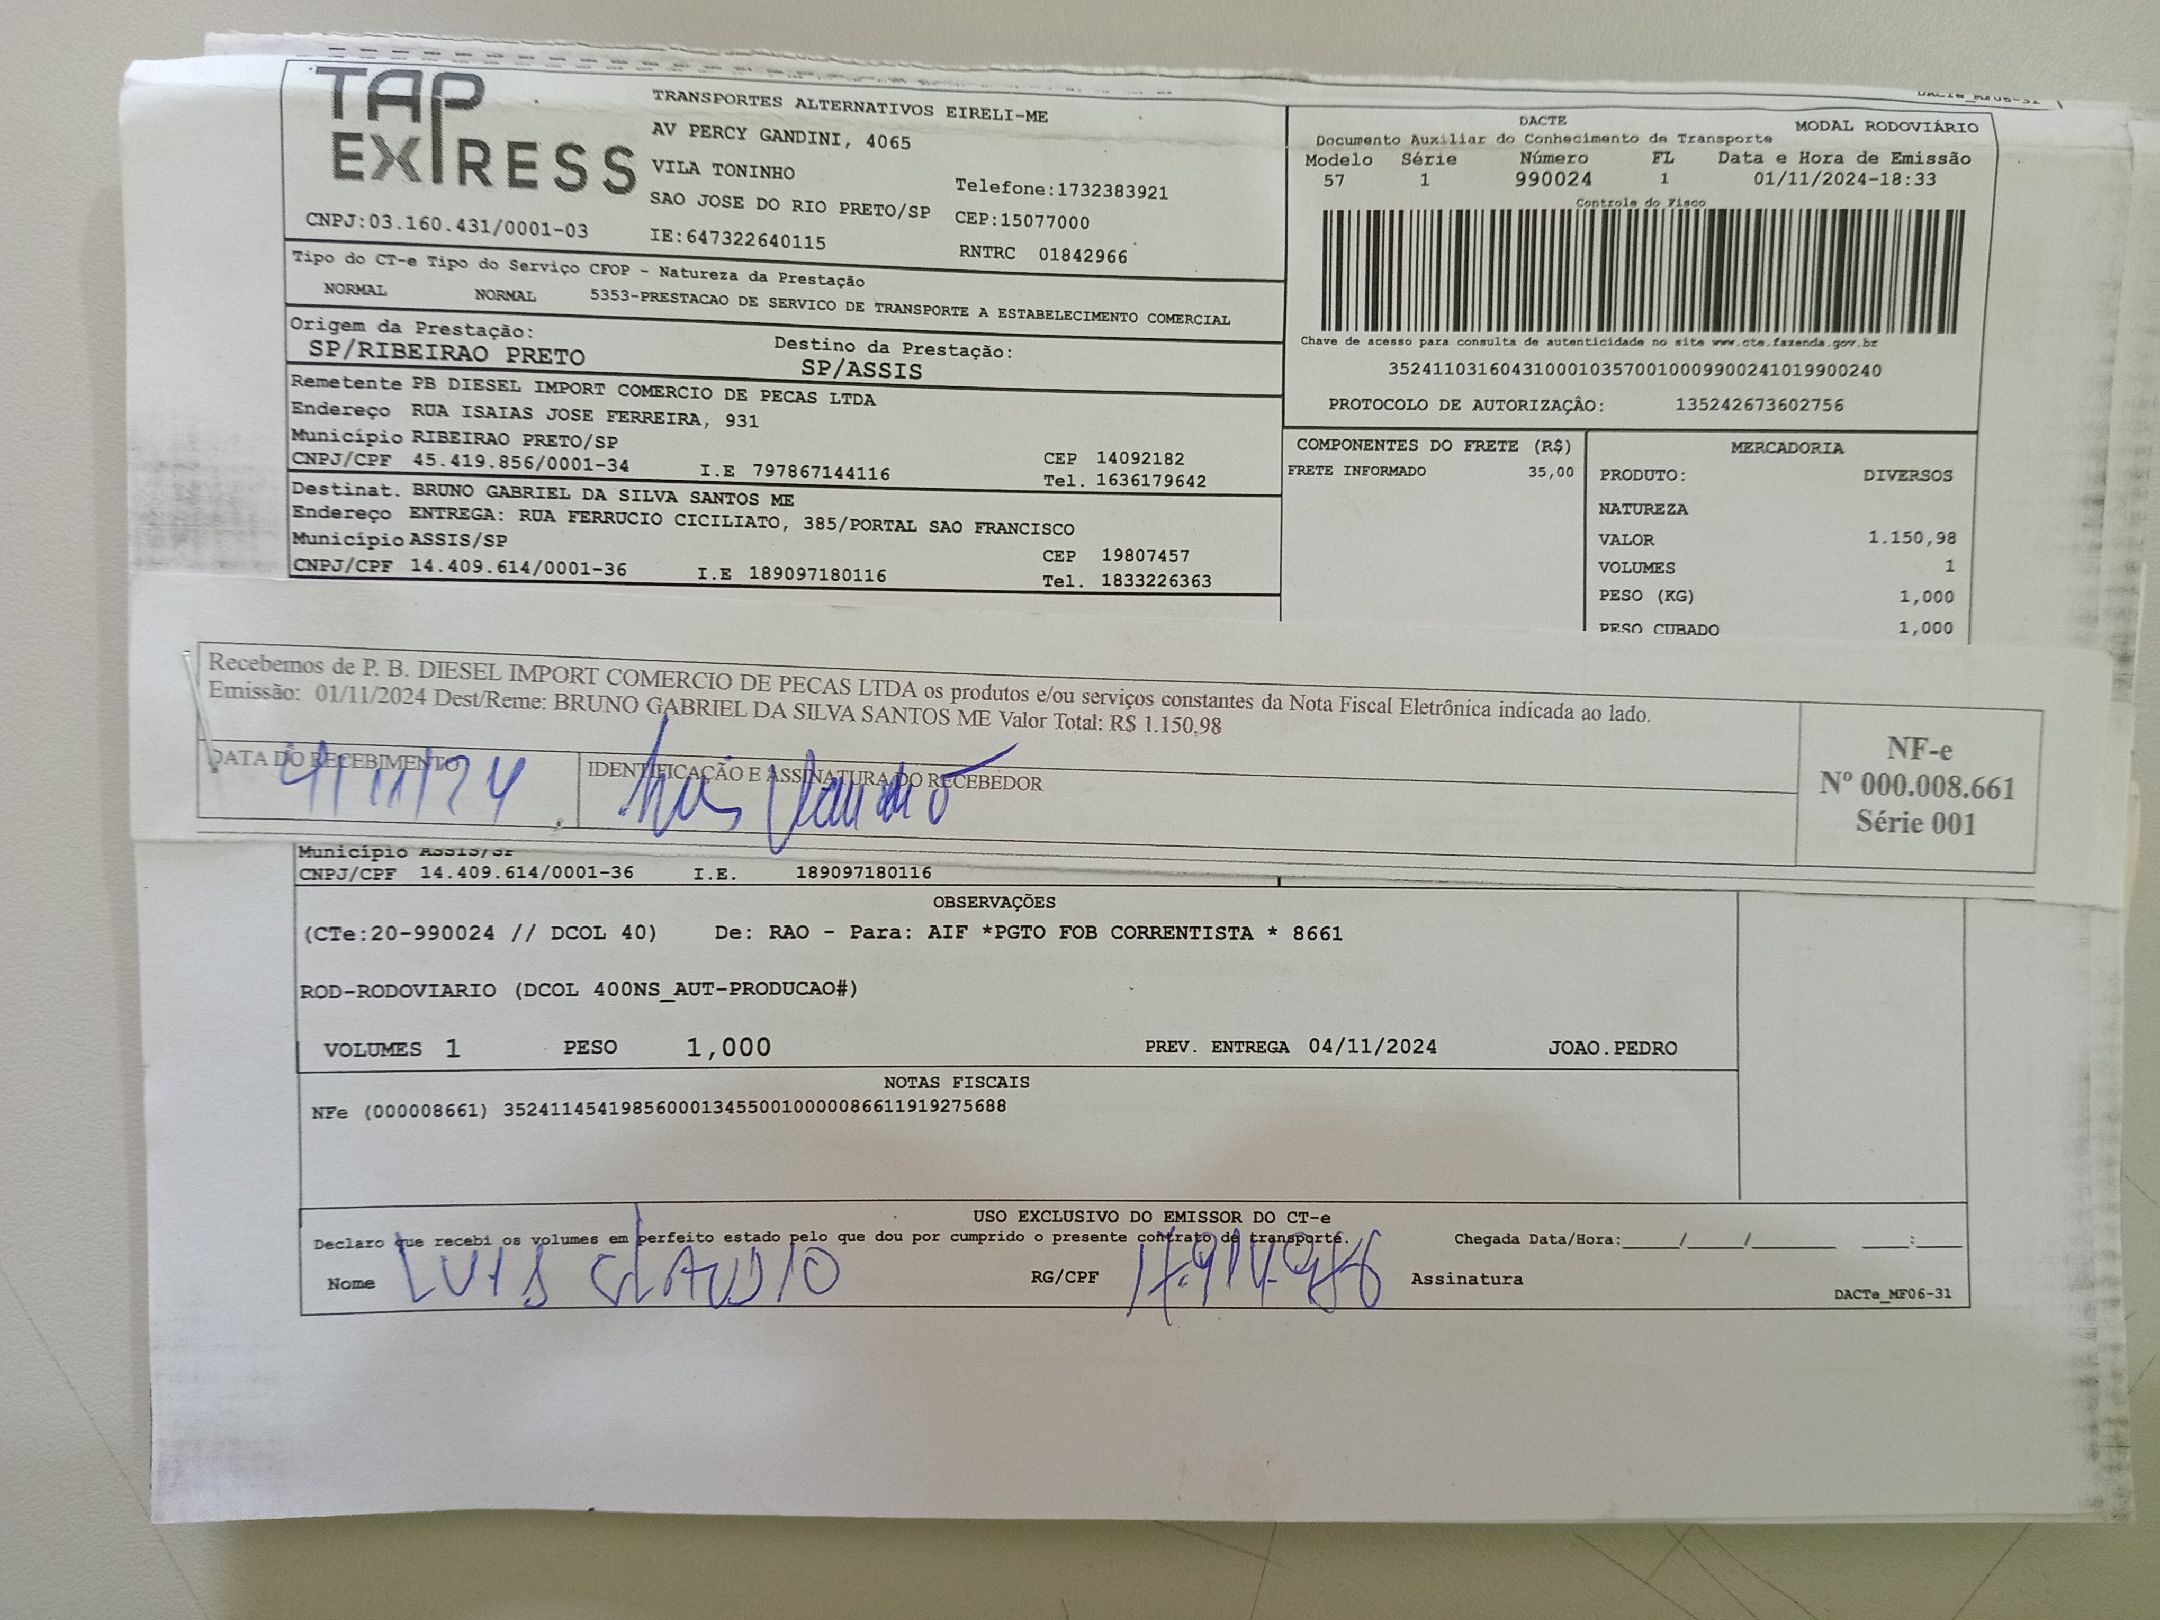 TAP EXPRESS
TRANSPORTES ALTERNATIVOS EIRELI-ME
AV PERCY GANDINI, 4065
VILA TONINHO
SAO JOSE DO RIO PRETO/SP
Telefone:1732383921
CEP:15077000
CNPJ:03.160.431/0001-03
IE:647322640115
RNTRC 01842966
DACTE
Documento Auxiliar do Conhecimento de Transporte
MODAL RODOVIÁRIO
Modelo Série Número FL Data e Hora de Emissão
57 1 990024 1 01/11/2024-18:33
Controle do Fisco
Chave de acesso para consulta de autenticidade no site www.cte.fazenda.gov.br
35241103160431000103570010009900241019900240
PROTOCOLO DE AUTORIZAÇÂO: 135242673602756
Tipo do CT-e Tipo do Serviço CFOP - Natureza da Prestação
NORMAL NORMAL 5353-PRESTACAO DE SERVICO DE TRANSPORTE A ESTABELECIMENTO COMERCIAL
Origem da Prestação: Destino da Prestação:
SP/RIBEIRAO PRETO SP/ASSIS
Remetente PB DIESEL IMPORT COMERCIO DE PECAS LTDA
Endereço RUA ISAIAS JOSE FERREIRA, 931
Município RIBEIRAO PRETO/SP CEP 14092182
CNPJ/CPF 45.419.856/0001-34 I.E 797867144116 Tel. 1636179642
Destinat. BRUNO GABRIEL DA SILVA SANTOS ME
Endereço ENTREGA: RUA FERRUCIO CICILIATO, 385/PORTAL SAO FRANCISCO
Município ASSIS/SP CEP 19807457
CNPJ/CPF 14.409.614/0001-36 I.E 189097180116 Tel. 1833226363
COMPONENTES DO FRETE (R$)
FRETE INFORMADO 35,00
MERCADORIA
PRODUTO: DIVERSOS
NATUREZA
VALOR 1.150,98
VOLUMES 1
PESO (KG) 1,000
PESO CUBADO 1,000
Recebemos de P. B. DIESEL IMPORT COMERCIO DE PECAS LTDA os produtos e/ou serviços constantes da Nota Fiscal Eletrônica indicada ao lado.
Emissão: 01/11/2024 Dest/Reme: BRUNO GABRIEL DA SILVA SANTOS ME Valor Total: R$ 1.150,98
DATA DO RECEBIMENTO
4/11/24
IDENTIFICAÇÃO E ASSINATURA DO RECEBEDOR
Luis Claudio
NF-e
Nº 000.008.661
Série 001
Município ASSIS/SP
CNPJ/CPF 14.409.614/0001-36 I.E. 189097180116
OBSERVAÇÕES
(CTe:20-990024 // DCOL 40) De: RAO - Para: AIF *PGTO FOB CORRENTISTA * 8661
ROD-RODOVIARIO (DCOL 400NS_AUT-PRODUCAO#)
VOLUMES 1 PESO 1,000 PREV. ENTREGA 04/11/2024 JOAO.PEDRO
NOTAS FISCAIS
NFe (000008661) 35241145419856000134550010000086611919275688
USO EXCLUSIVO DO EMISSOR DO CT-e
Declaro que recebi os volumes em perfeito estado pelo que dou por cumprido o presente contrato de transporte. Chegada Data/Hora:____/____/______ ___:___
Nome LUIS CLAUDIO RG/CPF Assinatura
DACTe_MF06-31